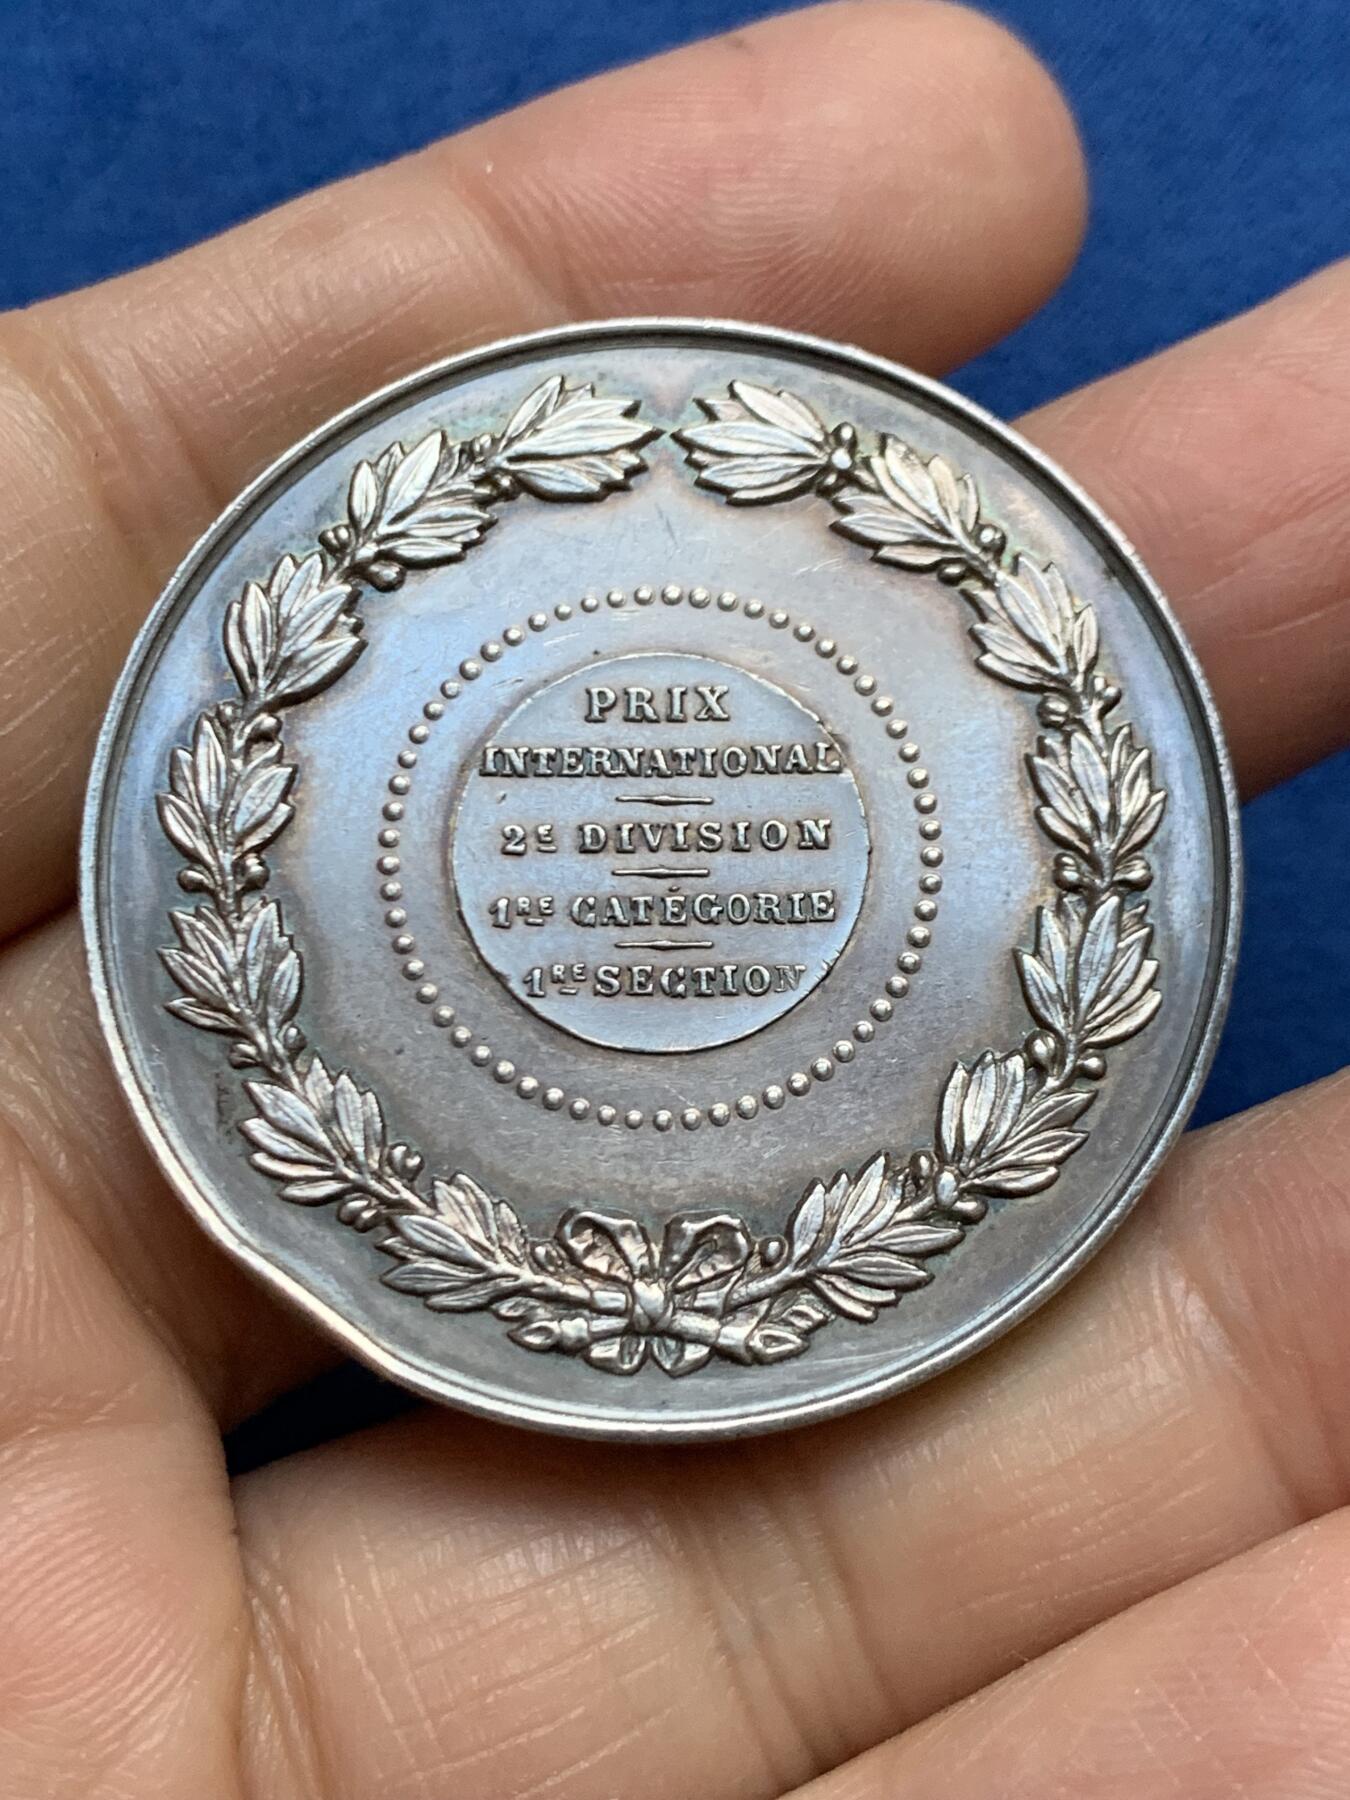 PRIX
INTERNATIONAL
2E DIVISION
1RE CATÉGORIE
1RE SECTION